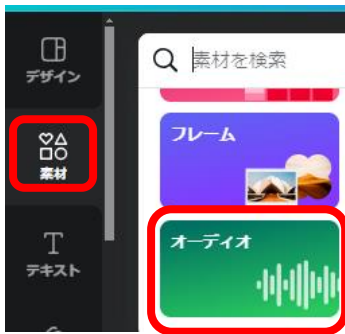 デザイン
素材
テキスト
素材を検索
フレーム
オーディオ